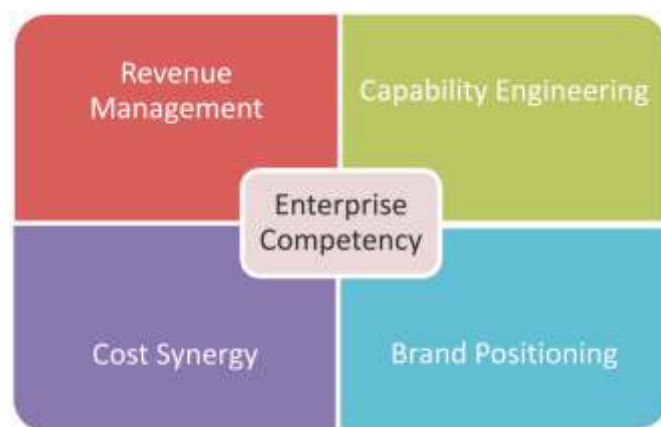 Revenue
Management
Capability Engineering
Enterprise
Competency
Cost Synergy
Brand Positioning